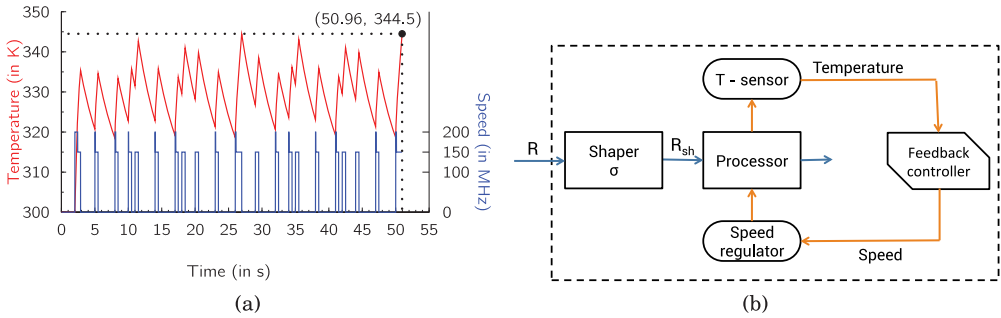 (50.96, 344.5)
350
340
330
320
310
300
Temperature (in K)
200
150
100
0
Speed (in MHz)
0 5 10 15 20 25 30 35 40 45 50 55
Time (in s)
(a)
T - sensor
Temperature
R
Shaper
σ
Rsh
Processor
Feedback
controller
Speed
regulator
Speed
(b)